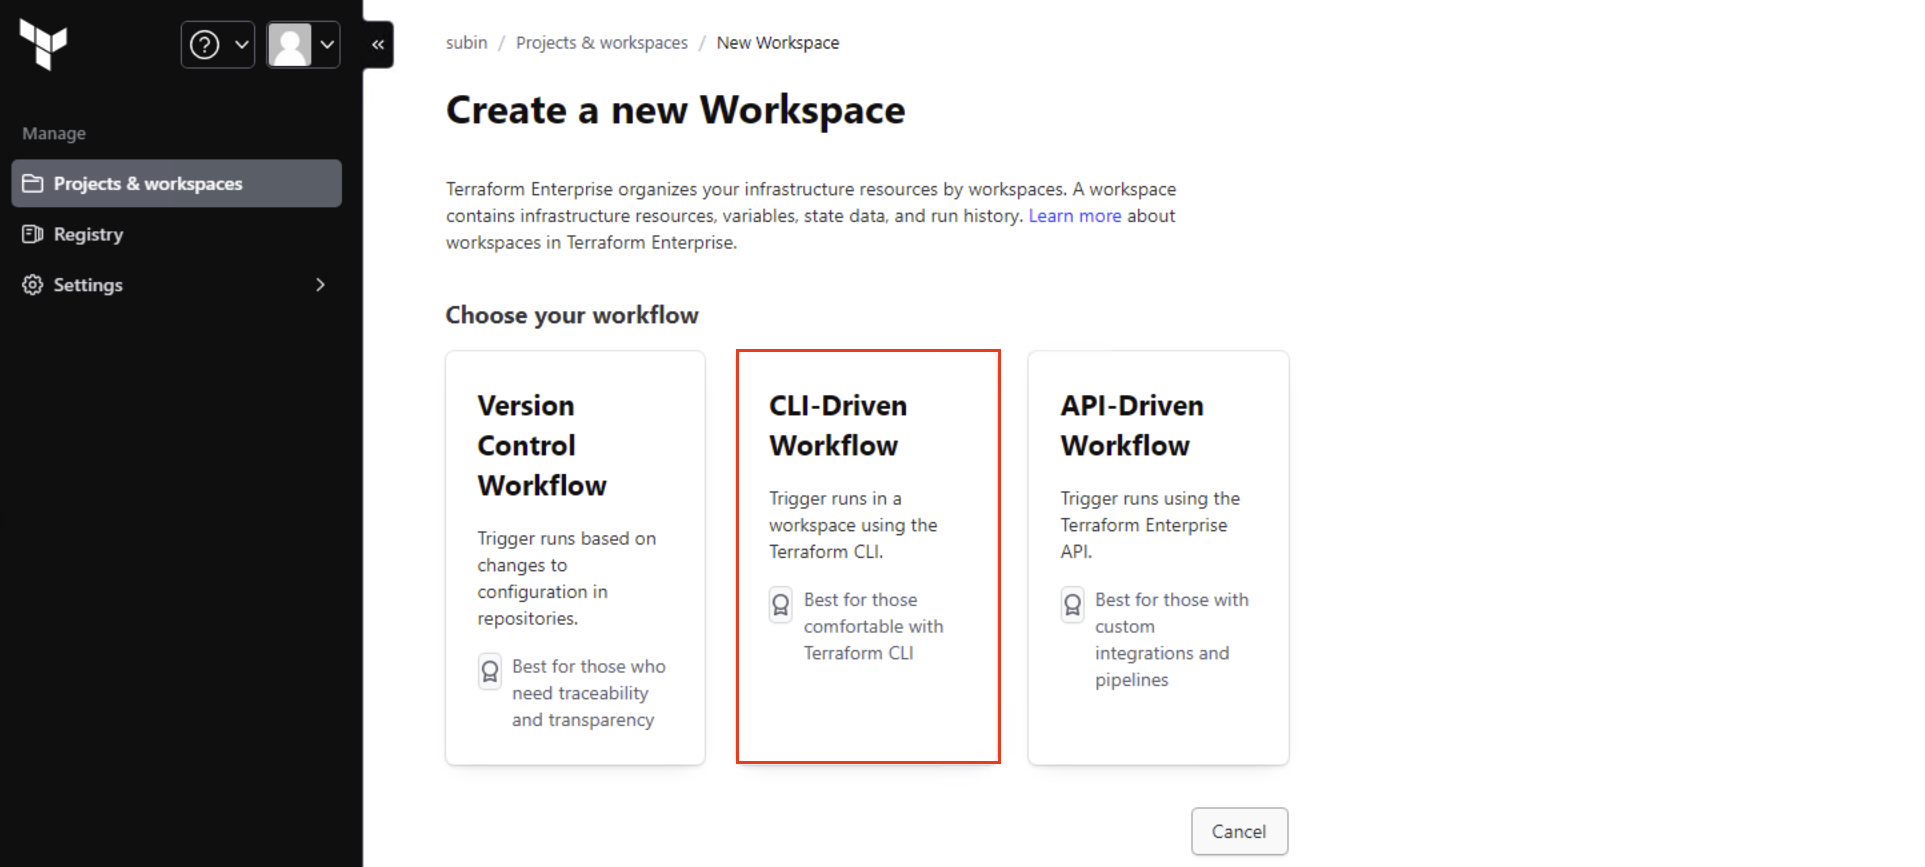 subin / Projects & workspaces / New Workspace
Manage
Projects & workspaces
Registry
Settings
Create a new Workspace
Terraform Enterprise organizes your infrastructure resources by workspaces. A workspace
contains infrastructure resources, variables, state data, and run history. Learn more about
workspaces in Terraform Enterprise.
Choose your workflow
Version
Control
Workflow
Trigger runs based on
changes to
configuration in
repositories.
Best for those who
need traceability
and transparency
CLI-Driven
Workflow
Trigger runs in a
workspace using the
Terraform CLI.
Best for those
comfortable with
Terraform CLI
API-Driven
Workflow
Trigger runs using the
Terraform Enterprise
API.
Best for those with
custom
integrations and
pipelines
Cancel